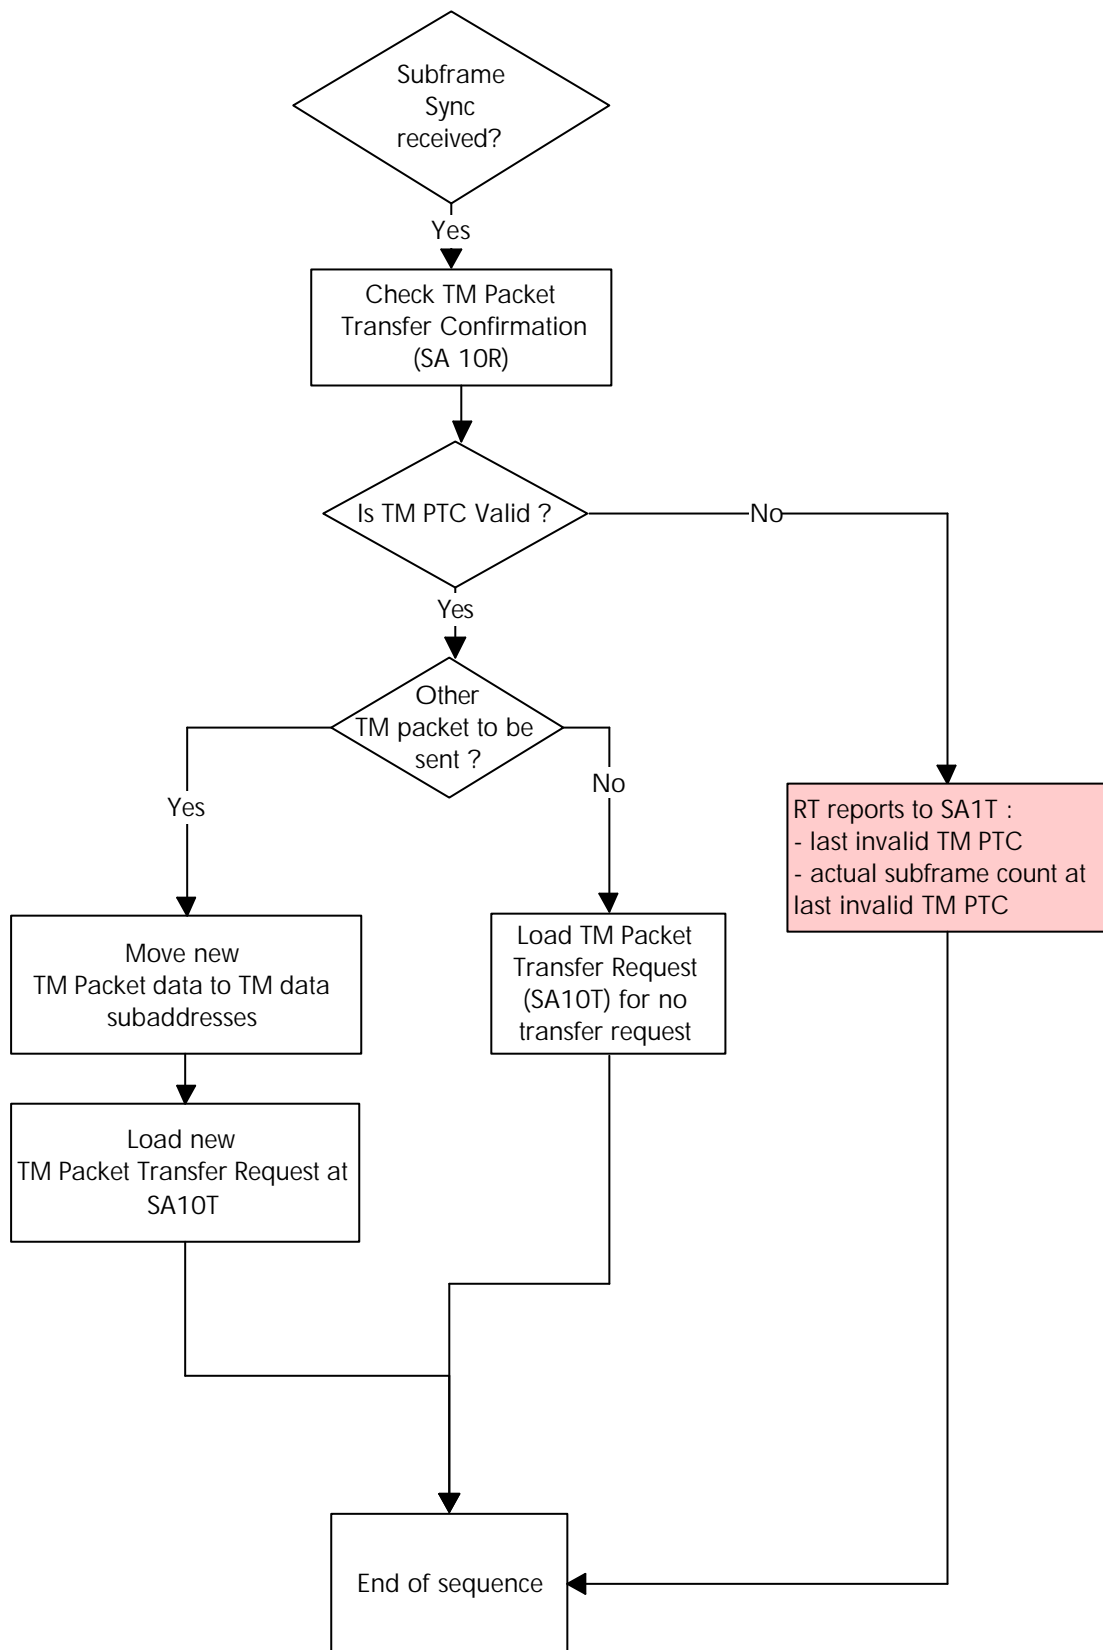 Subframe
Sync
received?
Yes
Check TM Packet
Transfer Confirmation
(SA 10R)
Is TM PTC Valid ?
No
Yes
Other
TM packet to be
sent ?
Yes
No
RT reports to SA1T :
- last invalid TM PTC
- actual subframe count at
last invalid TM PTC
Move new
TM Packet data to TM data
subaddresses
Load TM Packet
Transfer Request
(SA10T) for no
transfer request
Load new
TM Packet Transfer Request at
SA10T
End of sequence